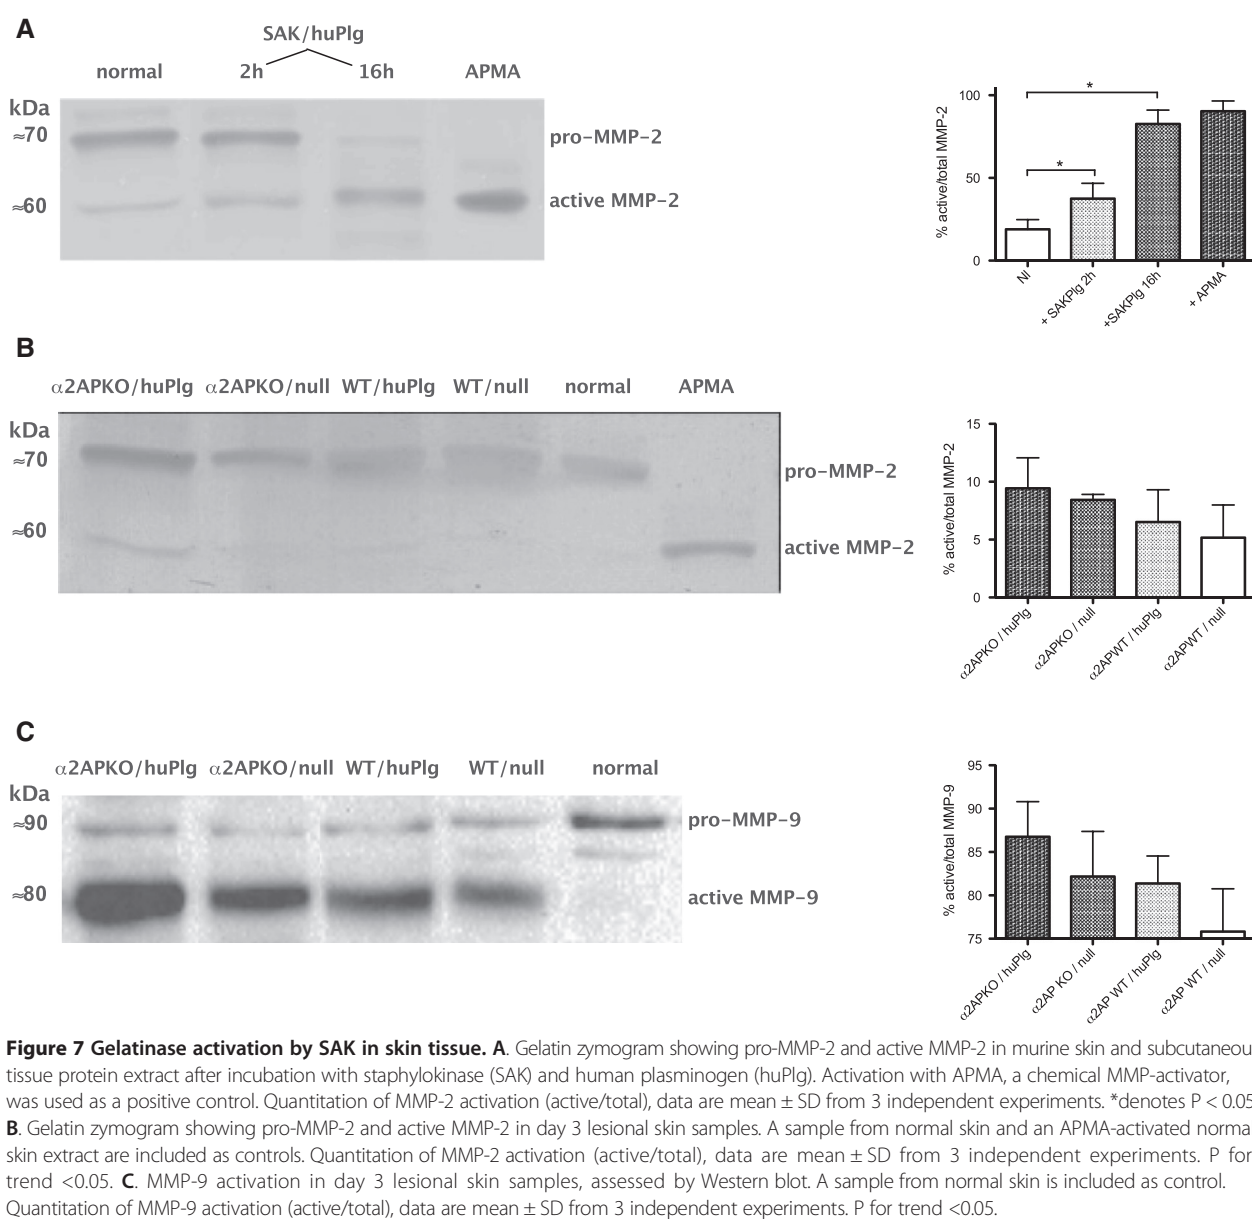 A
SAK/huPlg
normal 2h 16h APMA
kDa
≈70
≈60
pro-MMP-2
active MMP-2
% active/total MMP-2
100
50
0
*
*
NI
+ SAKPlg 2h
+SAKPlg 16h
+ APMA
B
α2APKO/huPlg α2APKO/null WT/huPlg WT/null normal APMA
kDa
≈70
≈60
pro-MMP-2
active MMP-2
% active/total MMP-2
15
10
5
0
α2APKO / huPlg
α2APKO / null
α2APWT / huPlg
α2APWT / null
C
α2APKO/huPlg α2APKO/null WT/huPlg WT/null normal
kDa
≈90
≈80
pro-MMP-9
active MMP-9
% active/total MMP-9
95
90
85
80
75
α2APKO / huPlg
α2AP KO / null
α2AP WT / huPlg
α2AP WT / null
Figure 7 Gelatinase activation by SAK in skin tissue. A. Gelatin zymogram showing pro-MMP-2 and active MMP-2 in murine skin and subcutaneou
tissue protein extract after incubation with staphylokinase (SAK) and human plasminogen (huPlg). Activation with APMA, a chemical MMP-activator,
was used as a positive control. Quantitation of MMP-2 activation (active/total), data are mean ± SD from 3 independent experiments. *denotes P < 0.05
B. Gelatin zymogram showing pro-MMP-2 and active MMP-2 in day 3 lesional skin samples. A sample from normal skin and an APMA-activated norma
skin extract are included as controls. Quantitation of MMP-2 activation (active/total), data are mean ± SD from 3 independent experiments. P for
trend <0.05. C. MMP-9 activation in day 3 lesional skin samples, assessed by Western blot. A sample from normal skin is included as control.
Quantitation of MMP-9 activation (active/total), data are mean ± SD from 3 independent experiments. P for trend <0.05.